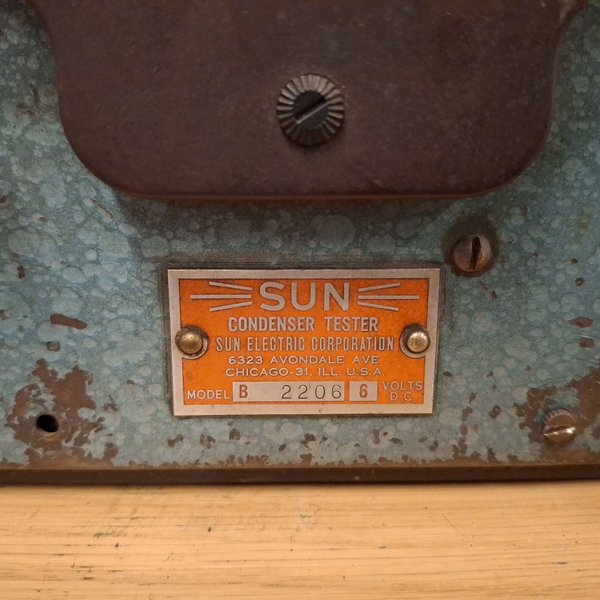 SUN
CONDENSER TESTER
SUN ELECTRIC CORPORATION
6323 AVONDALE AVE.
CHICAGO-31, ILL. U.S.A.
MODEL B 2206 6 VOLTS D.C.